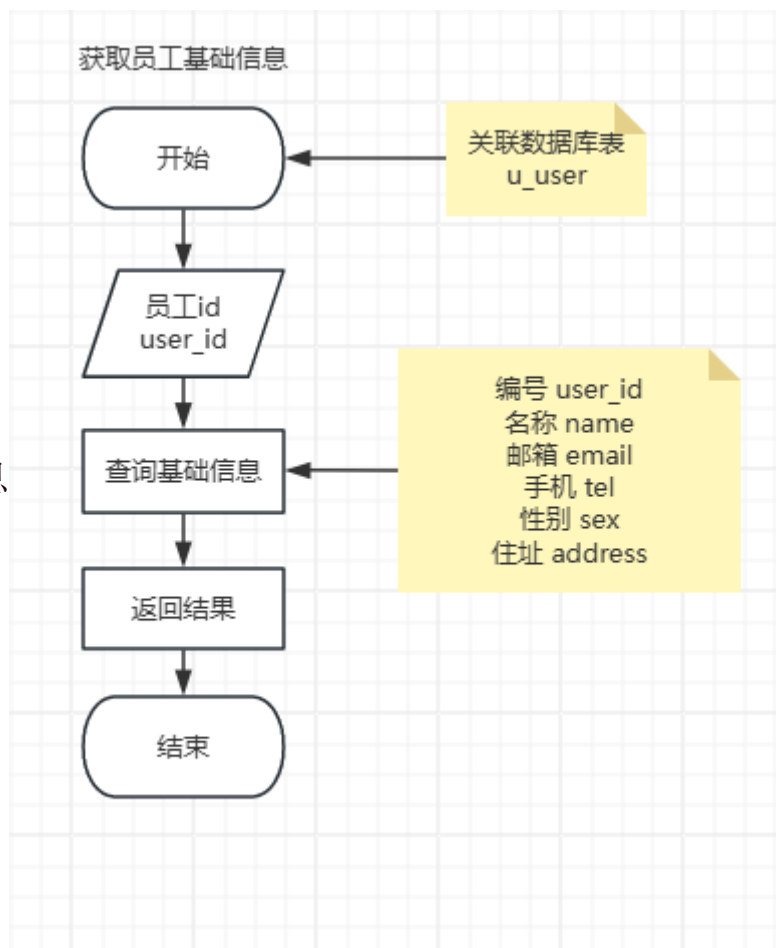 获取员工基础信息
开始
关联数据库表
u_user
员工id
user_id
编号 user_id
名称 name
邮箱 email
手机 tel
性别 sex
住址 address
查询基础信息
返回结果
结束